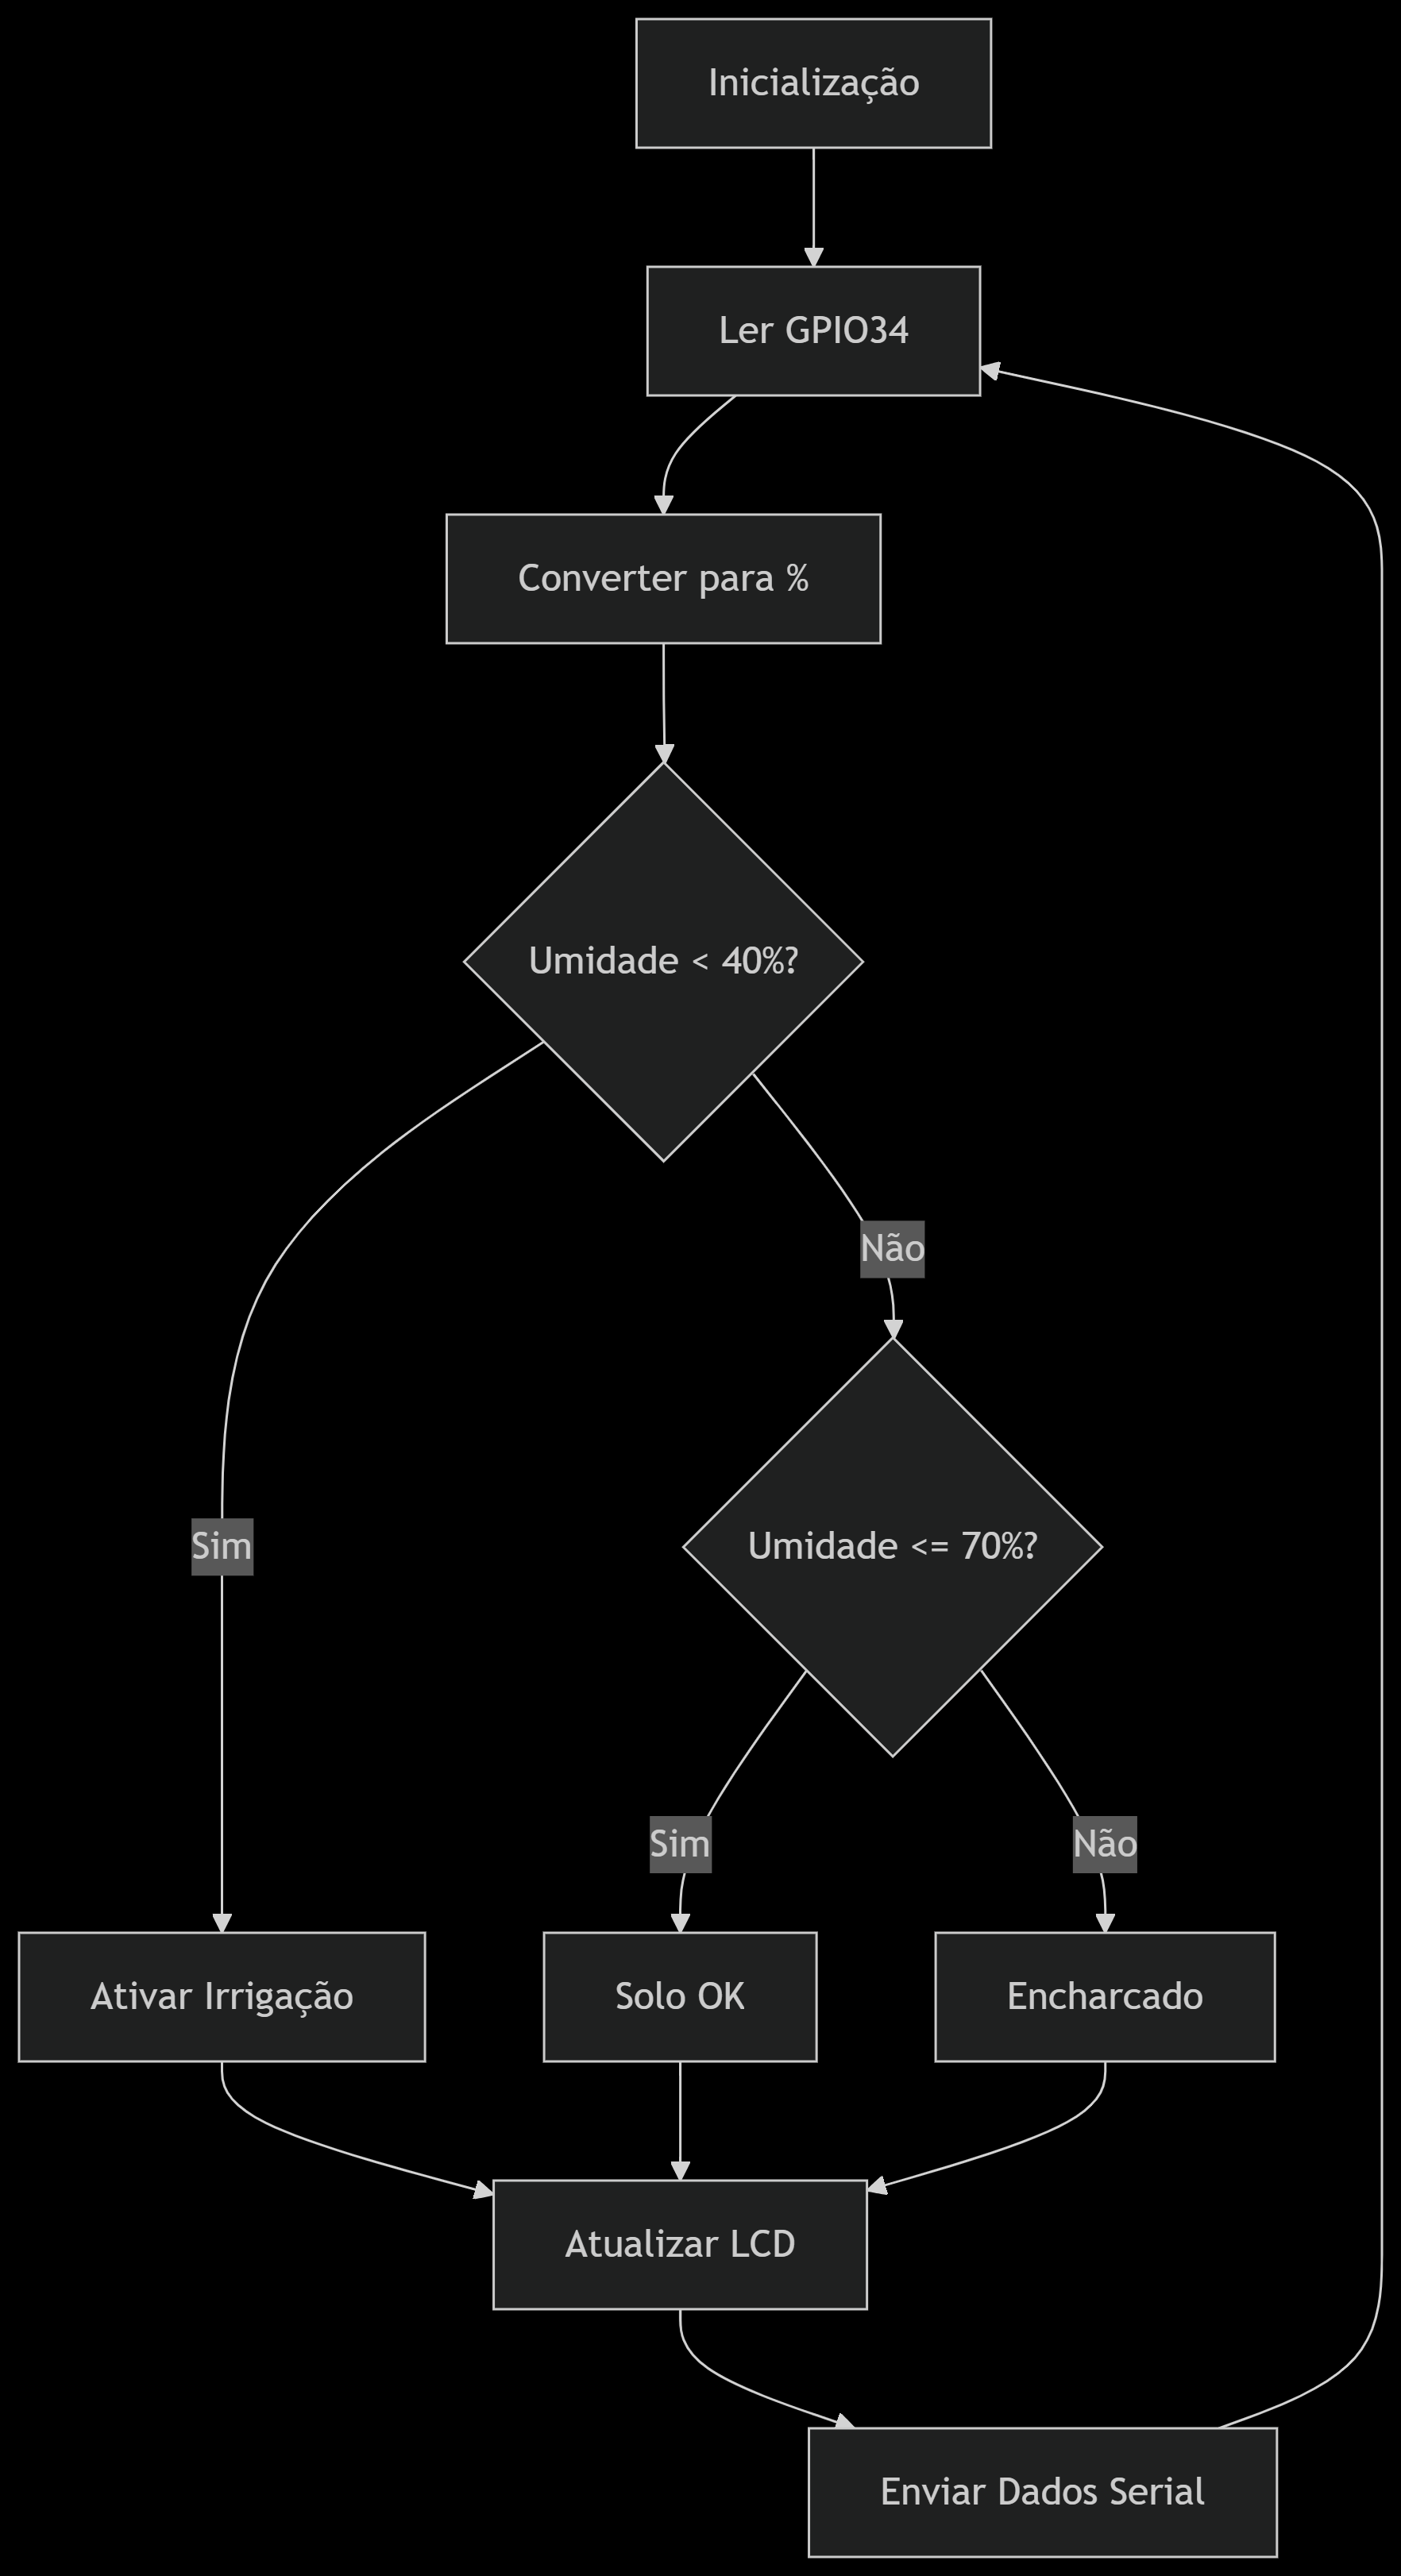 Inicialização
Ler GPIO34
Converter para %
Umidade < 40%?
Não
Sim
Umidade <= 70%?
Sim
Não
Ativar Irrigação
Solo OK
Encharcado
Atualizar LCD
Enviar Dados Serial